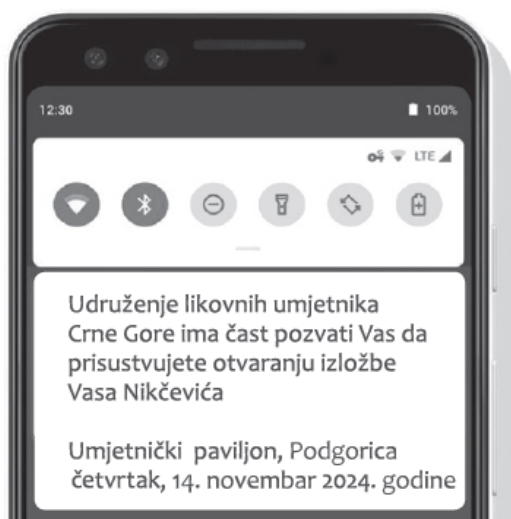 12:30
100%
LTE
Udruženje likovnih umjetnika
Crne Gore ima čast pozvati Vas da
prisustvujete otvaranju izložbe
Vasa Nikčevića
Umjetnički paviljon, Podgorica
četvrtak, 14. novembar 2024. godine